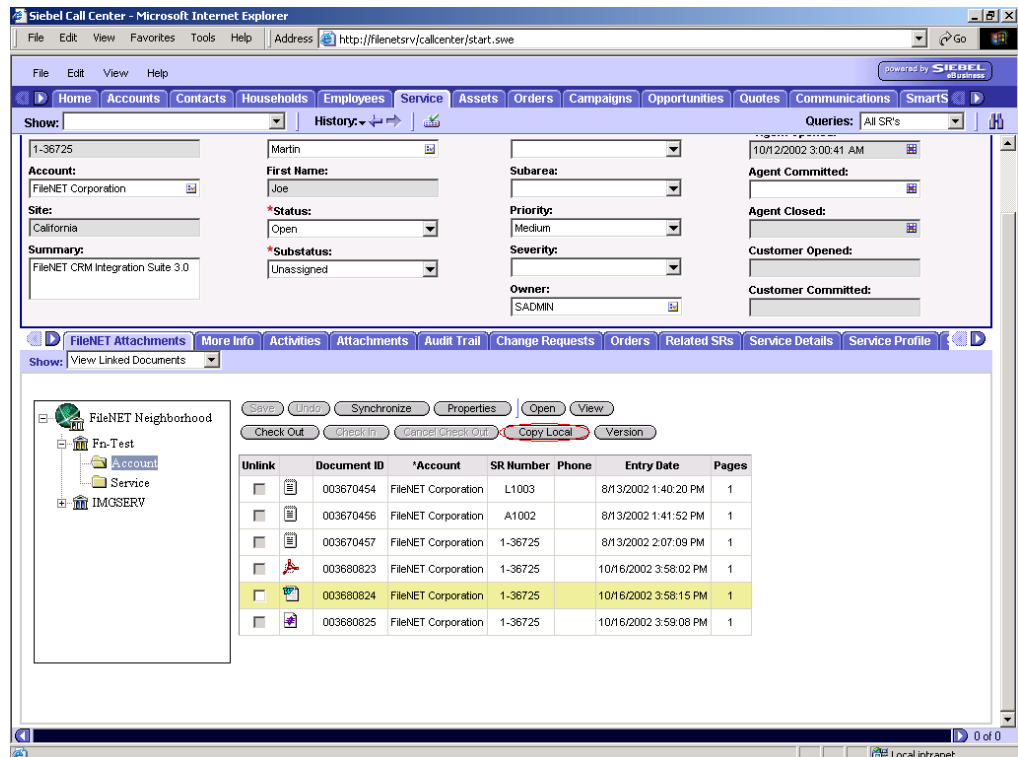 Siebel Call Center - Microsoft Internet Explorer
File Edit View Favorites Tools Help Address http://filenetsrv/callcenter/start.swe Go
File Edit View Help powered by SIEBEL eBusiness
Home Accounts Contacts Households Employees Service Assets Orders Campaigns Opportunities Quotes Communications SmartS
Show: History: Queries: All SR's
1-36725 Martin 10/12/2002 3:00:41 AM
Account: First Name: Subarea: Agent Committed:
FileNET Corporation Joe
Site: *Status: Priority: Agent Closed:
California Open Medium
Summary: *Substatus: Severity: Customer Opened:
FileNET CRM Integration Suite 3.0 Unassigned
Owner: Customer Committed:
SADMIN
FileNET Attachments More Info Activities Attachments Audit Trail Change Requests Orders Related SRs Service Details Service Profile
Show: View Linked Documents
FileNET Neighborhood
Fn-Test
Account
Service
IMGSERV
Save Undo Synchronize Properties Open View
Check Out Check In Cancel Check Out Copy Local Version
Unlink Document ID *Account SR Number Phone Entry Date Pages
003670454 FileNET Corporation L1003 8/13/2002 1:40:20 PM 1
003670456 FileNET Corporation A1002 8/13/2002 1:41:52 PM 1
003670457 FileNET Corporation 1-36725 8/13/2002 2:07:09 PM 1
003680823 FileNET Corporation 1-36725 10/16/2002 3:58:02 PM 1
003680824 FileNET Corporation 1-36725 10/16/2002 3:58:15 PM 1
003680825 FileNET Corporation 1-36725 10/16/2002 3:59:08 PM 1
0 of 0
Local intranet